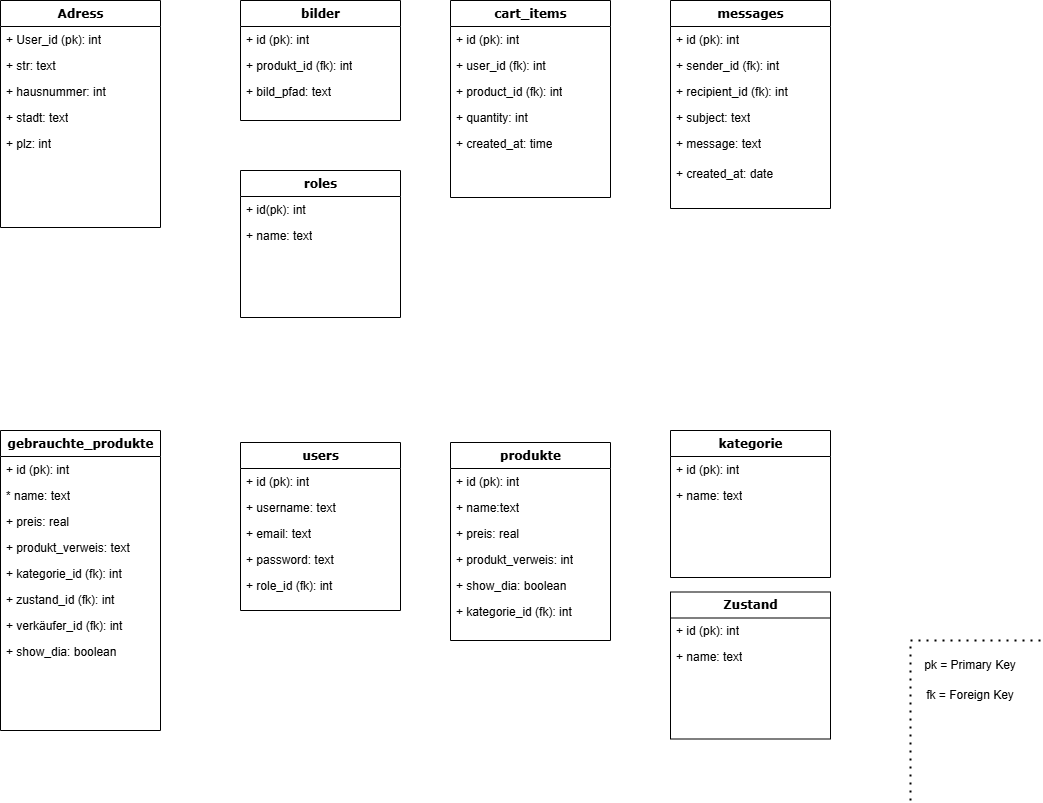 Adress
+ User_id (pk): int
+ str: text
+ hausnummer: int
+ stadt: text
+ plz: int
bilder
+ id (pk): int
+ produkt_id (fk): int
+ bild_pfad: text
roles
+ id(pk): int
+ name: text
cart_items
+ id (pk): int
+ user_id (fk): int
+ product_id (fk): int
+ quantity: int
+ created_at: time
messages
+ id (pk): int
+ sender_id (fk): int
+ recipient_id (fk): int
+ subject: text
+ message: text
+ created_at: date
gebrauchte_produkte
+ id (pk): int
* name: text
+ preis: real
+ produkt_verweis: text
+ kategorie_id (fk): int
+ zustand_id (fk): int
+ verkäufer_id (fk): int
+ show_dia: boolean
users
+ id (pk): int
+ username: text
+ email: text
+ password: text
+ role_id (fk): int
produkte
+ id (pk): int
+ name:text
+ preis: real
+ produkt_verweis: int
+ show_dia: boolean
+ kategorie_id (fk): int
kategorie
+ id (pk): int
+ name: text
Zustand
+ id (pk): int
+ name: text
pk = Primary Key
fk = Foreign Key